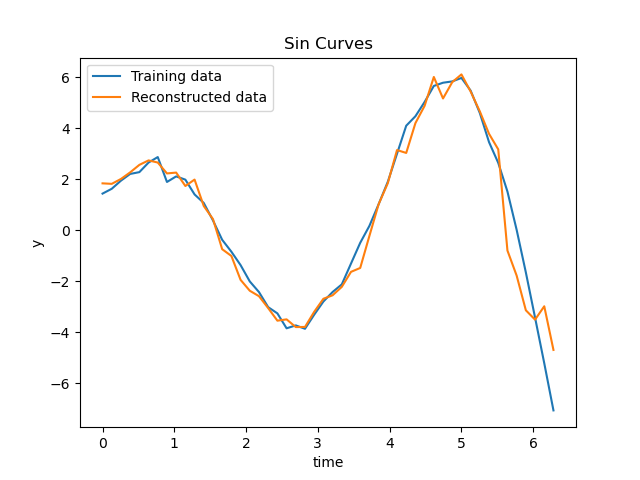 Sin Curves
Training data
Reconstructed data
y
6
4
2
0
−2
−4
−6
0 1 2 3 4 5 6
time